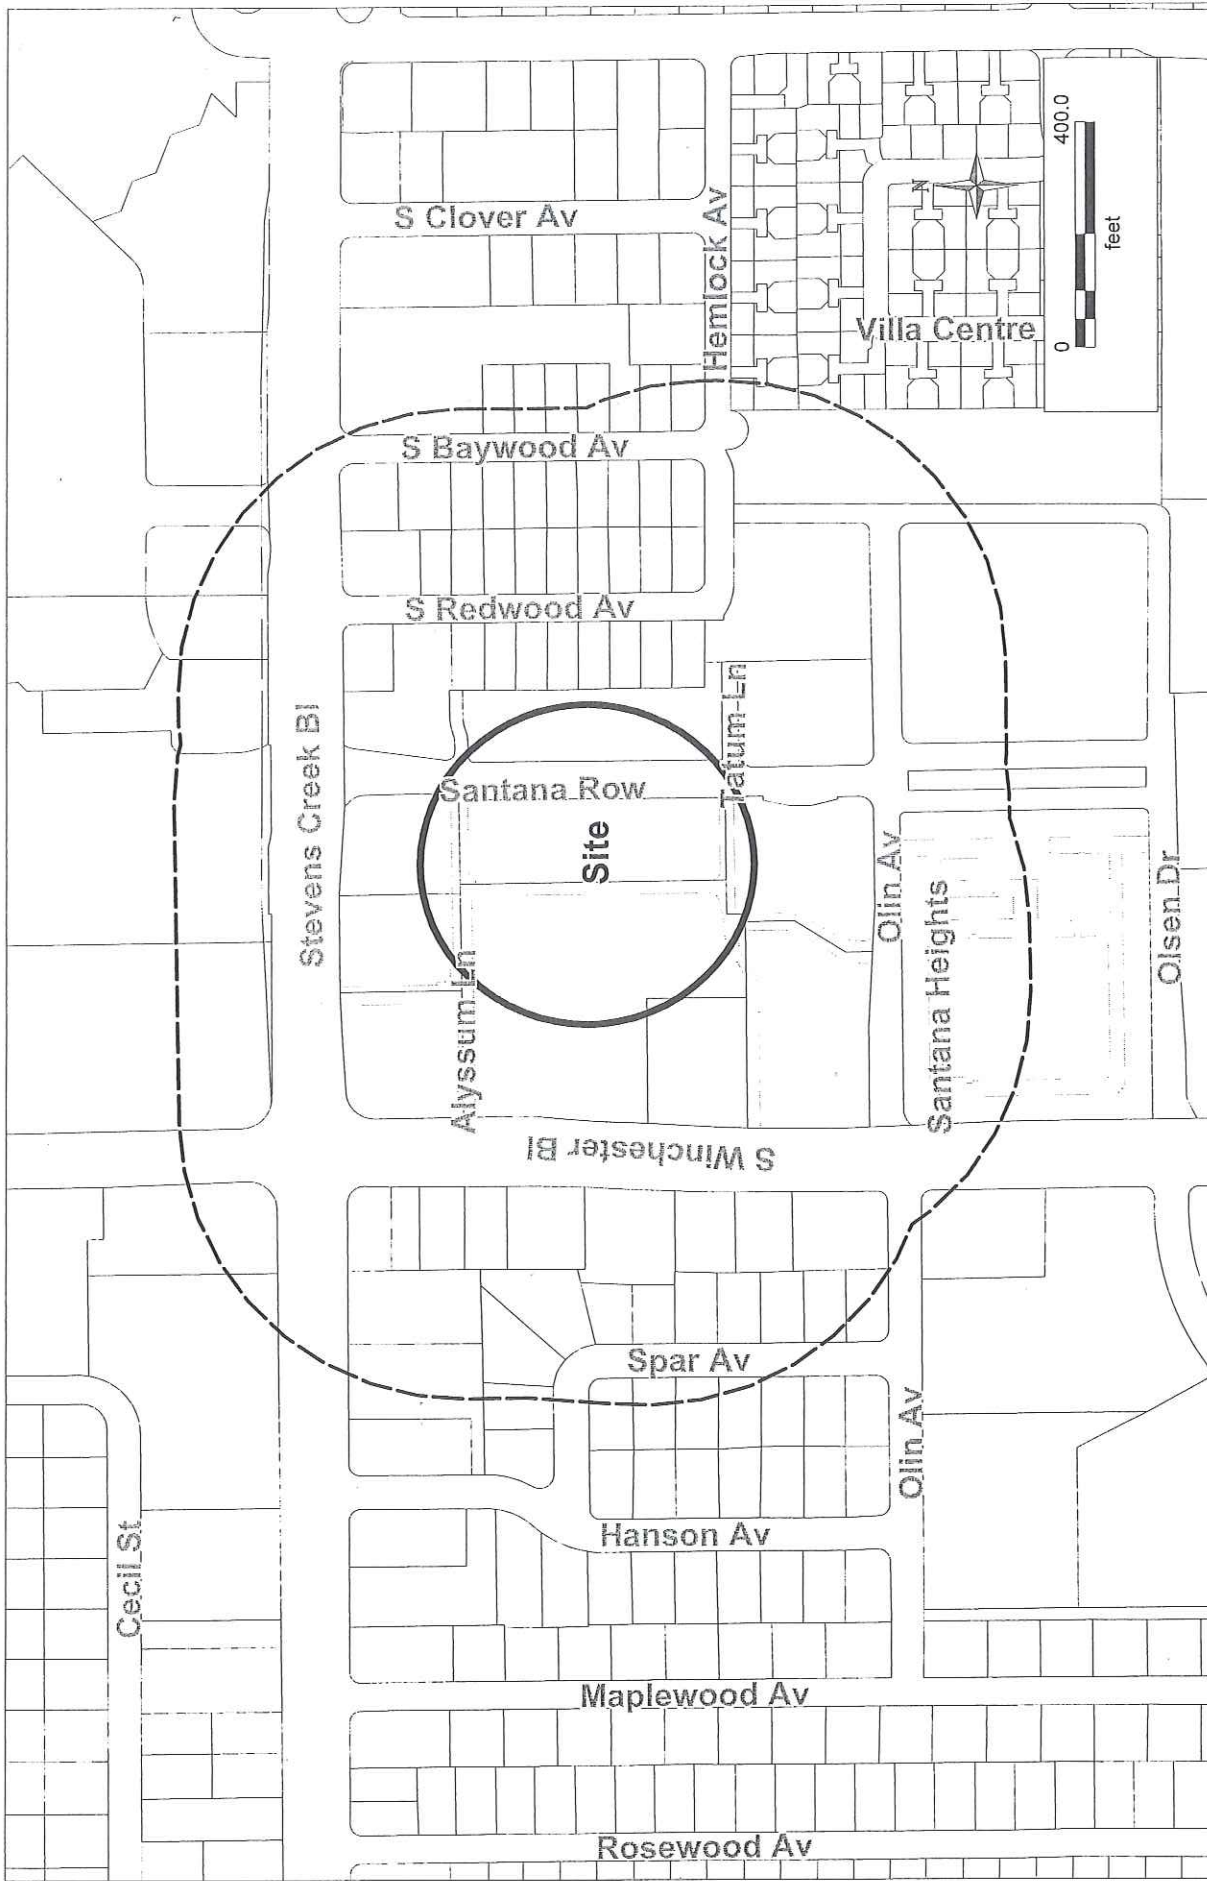 S Clover Av
Hemlock Av
N
400.0
feet
0
Villa Centre
S Baywood Av
S Redwood Av
Stevens Creek Bl
Santana Row
Tatum Ln
Site
Alyssum Ln
Olin Av
Santana Heights
Olsen Dr
S Winchester Bl
Spar Av
Olin Av
Hanson Av
Cecil St
Maplewood Av
Rosewood Av